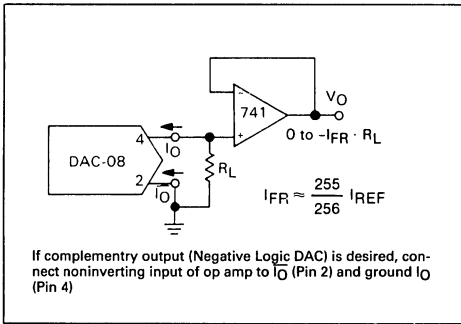 741
VO
0 to -IFR · RL
4
IO
DAC-08
RL
2
I̅O̅
IFR ≈ 255/256 IREF
If complementry output (Negative Logic DAC) is desired, con-
nect noninverting input of op amp to I̅O̅ (Pin 2) and ground IO
(Pin 4)